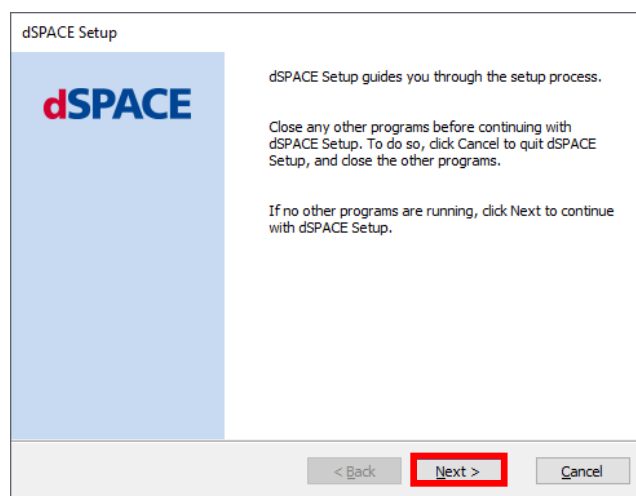 dSPACE Setup
dSPACE
dSPACE Setup guides you through the setup process.
Close any other programs before continuing with
dSPACE Setup. To do so, click Cancel to quit dSPACE
Setup, and close the other programs.
If no other programs are running, click Next to continue
with dSPACE Setup.
< Back
Next >
Cancel